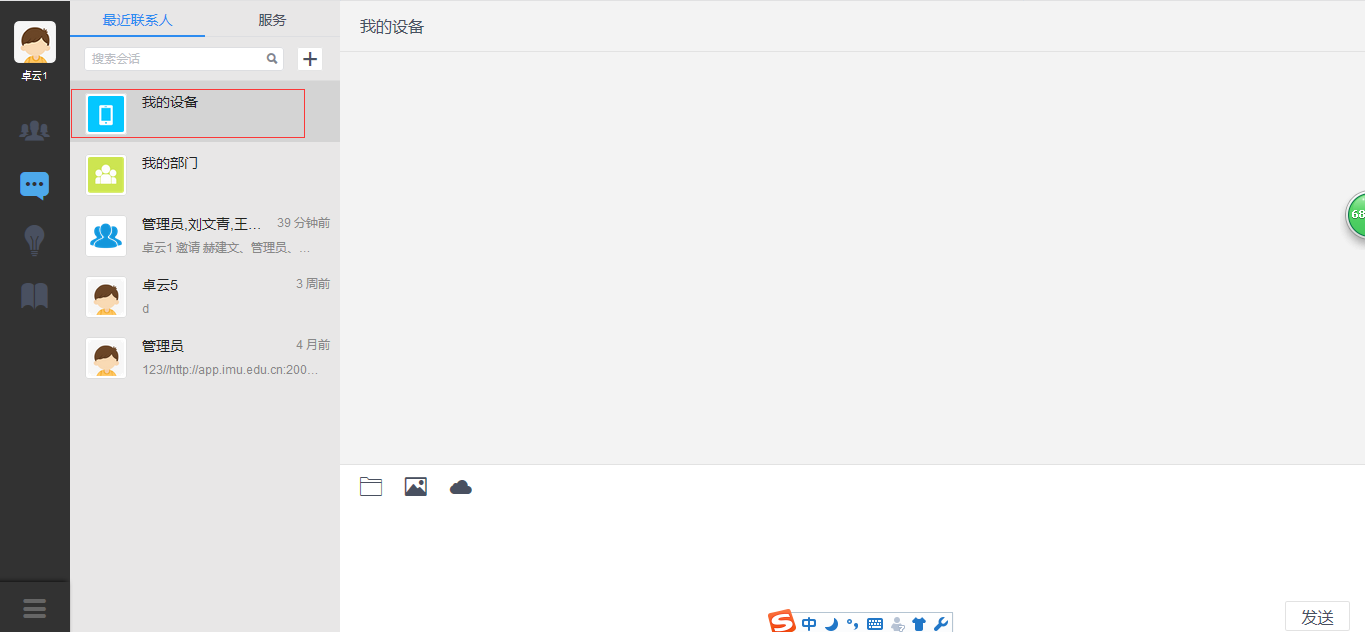 最近联系人 服务
我的设备
卓云1
搜索会话
我的设备
我的部门
管理员,刘文青,王... 39 分钟前
卓云1 邀请 赫建文、管理员、...
卓云5 3 周前
d
管理员 4 月前
123//http://app.imu.edu.cn:200...
68
中
发送